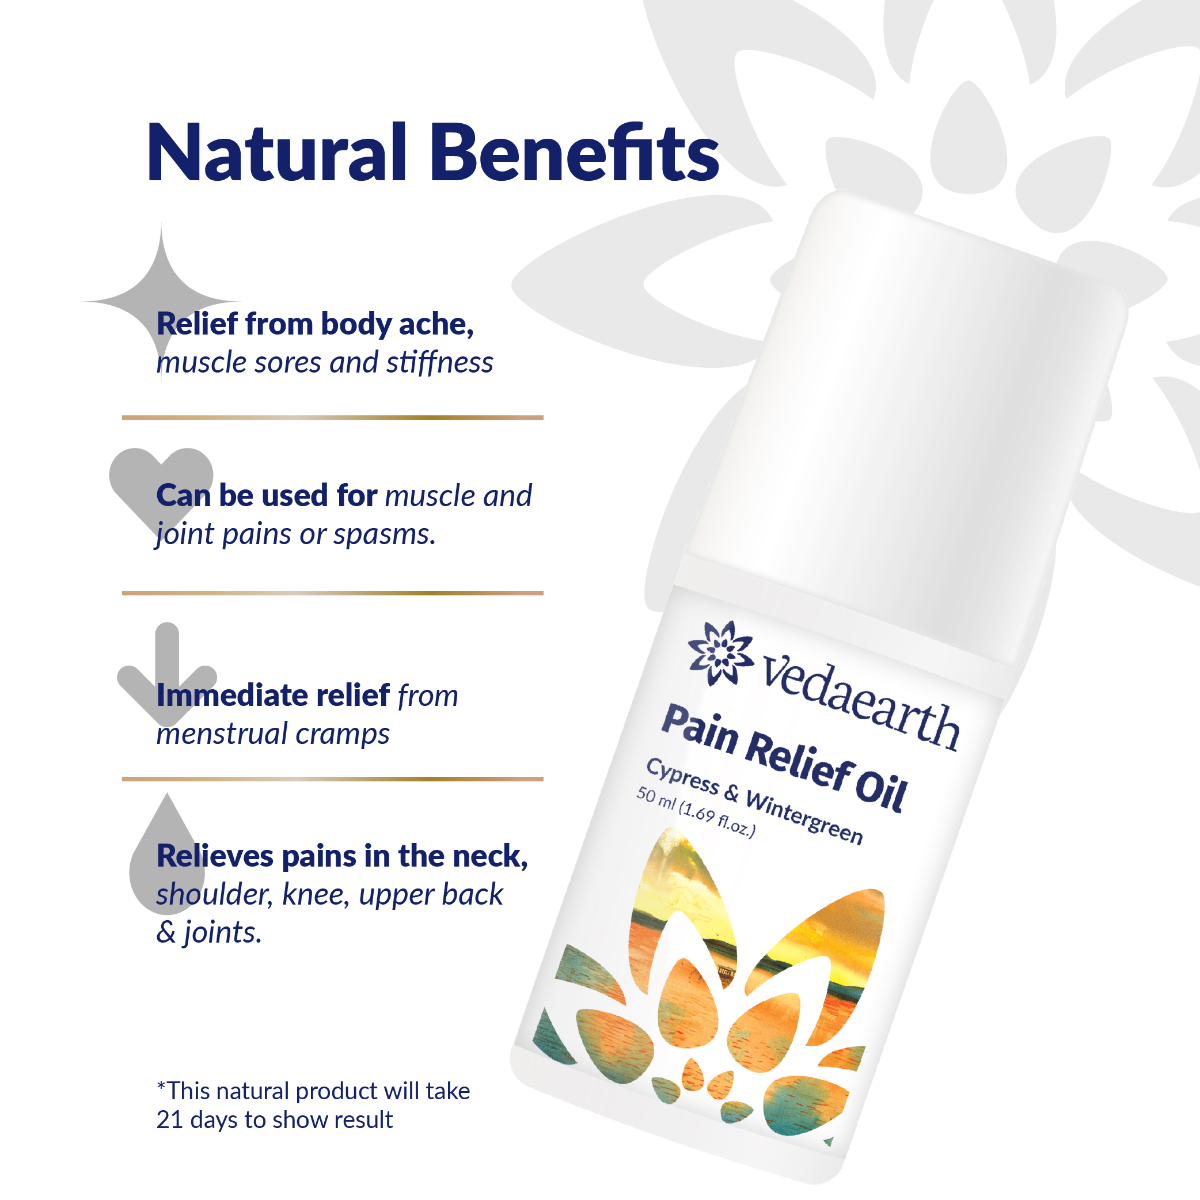 Natural Benefits
Relief from body ache,
muscle sores and stiffness
Can be used for muscle and
joint pains or spasms.
Immediate relief from
menstrual cramps
Relieves pains in the neck,
shoulder, knee, upper back
& joints.
*This natural product will take
21 days to show result
vedaearth
Pain Relief Oil
Cypress & Wintergreen
50 ml (1.69 fl.oz.)